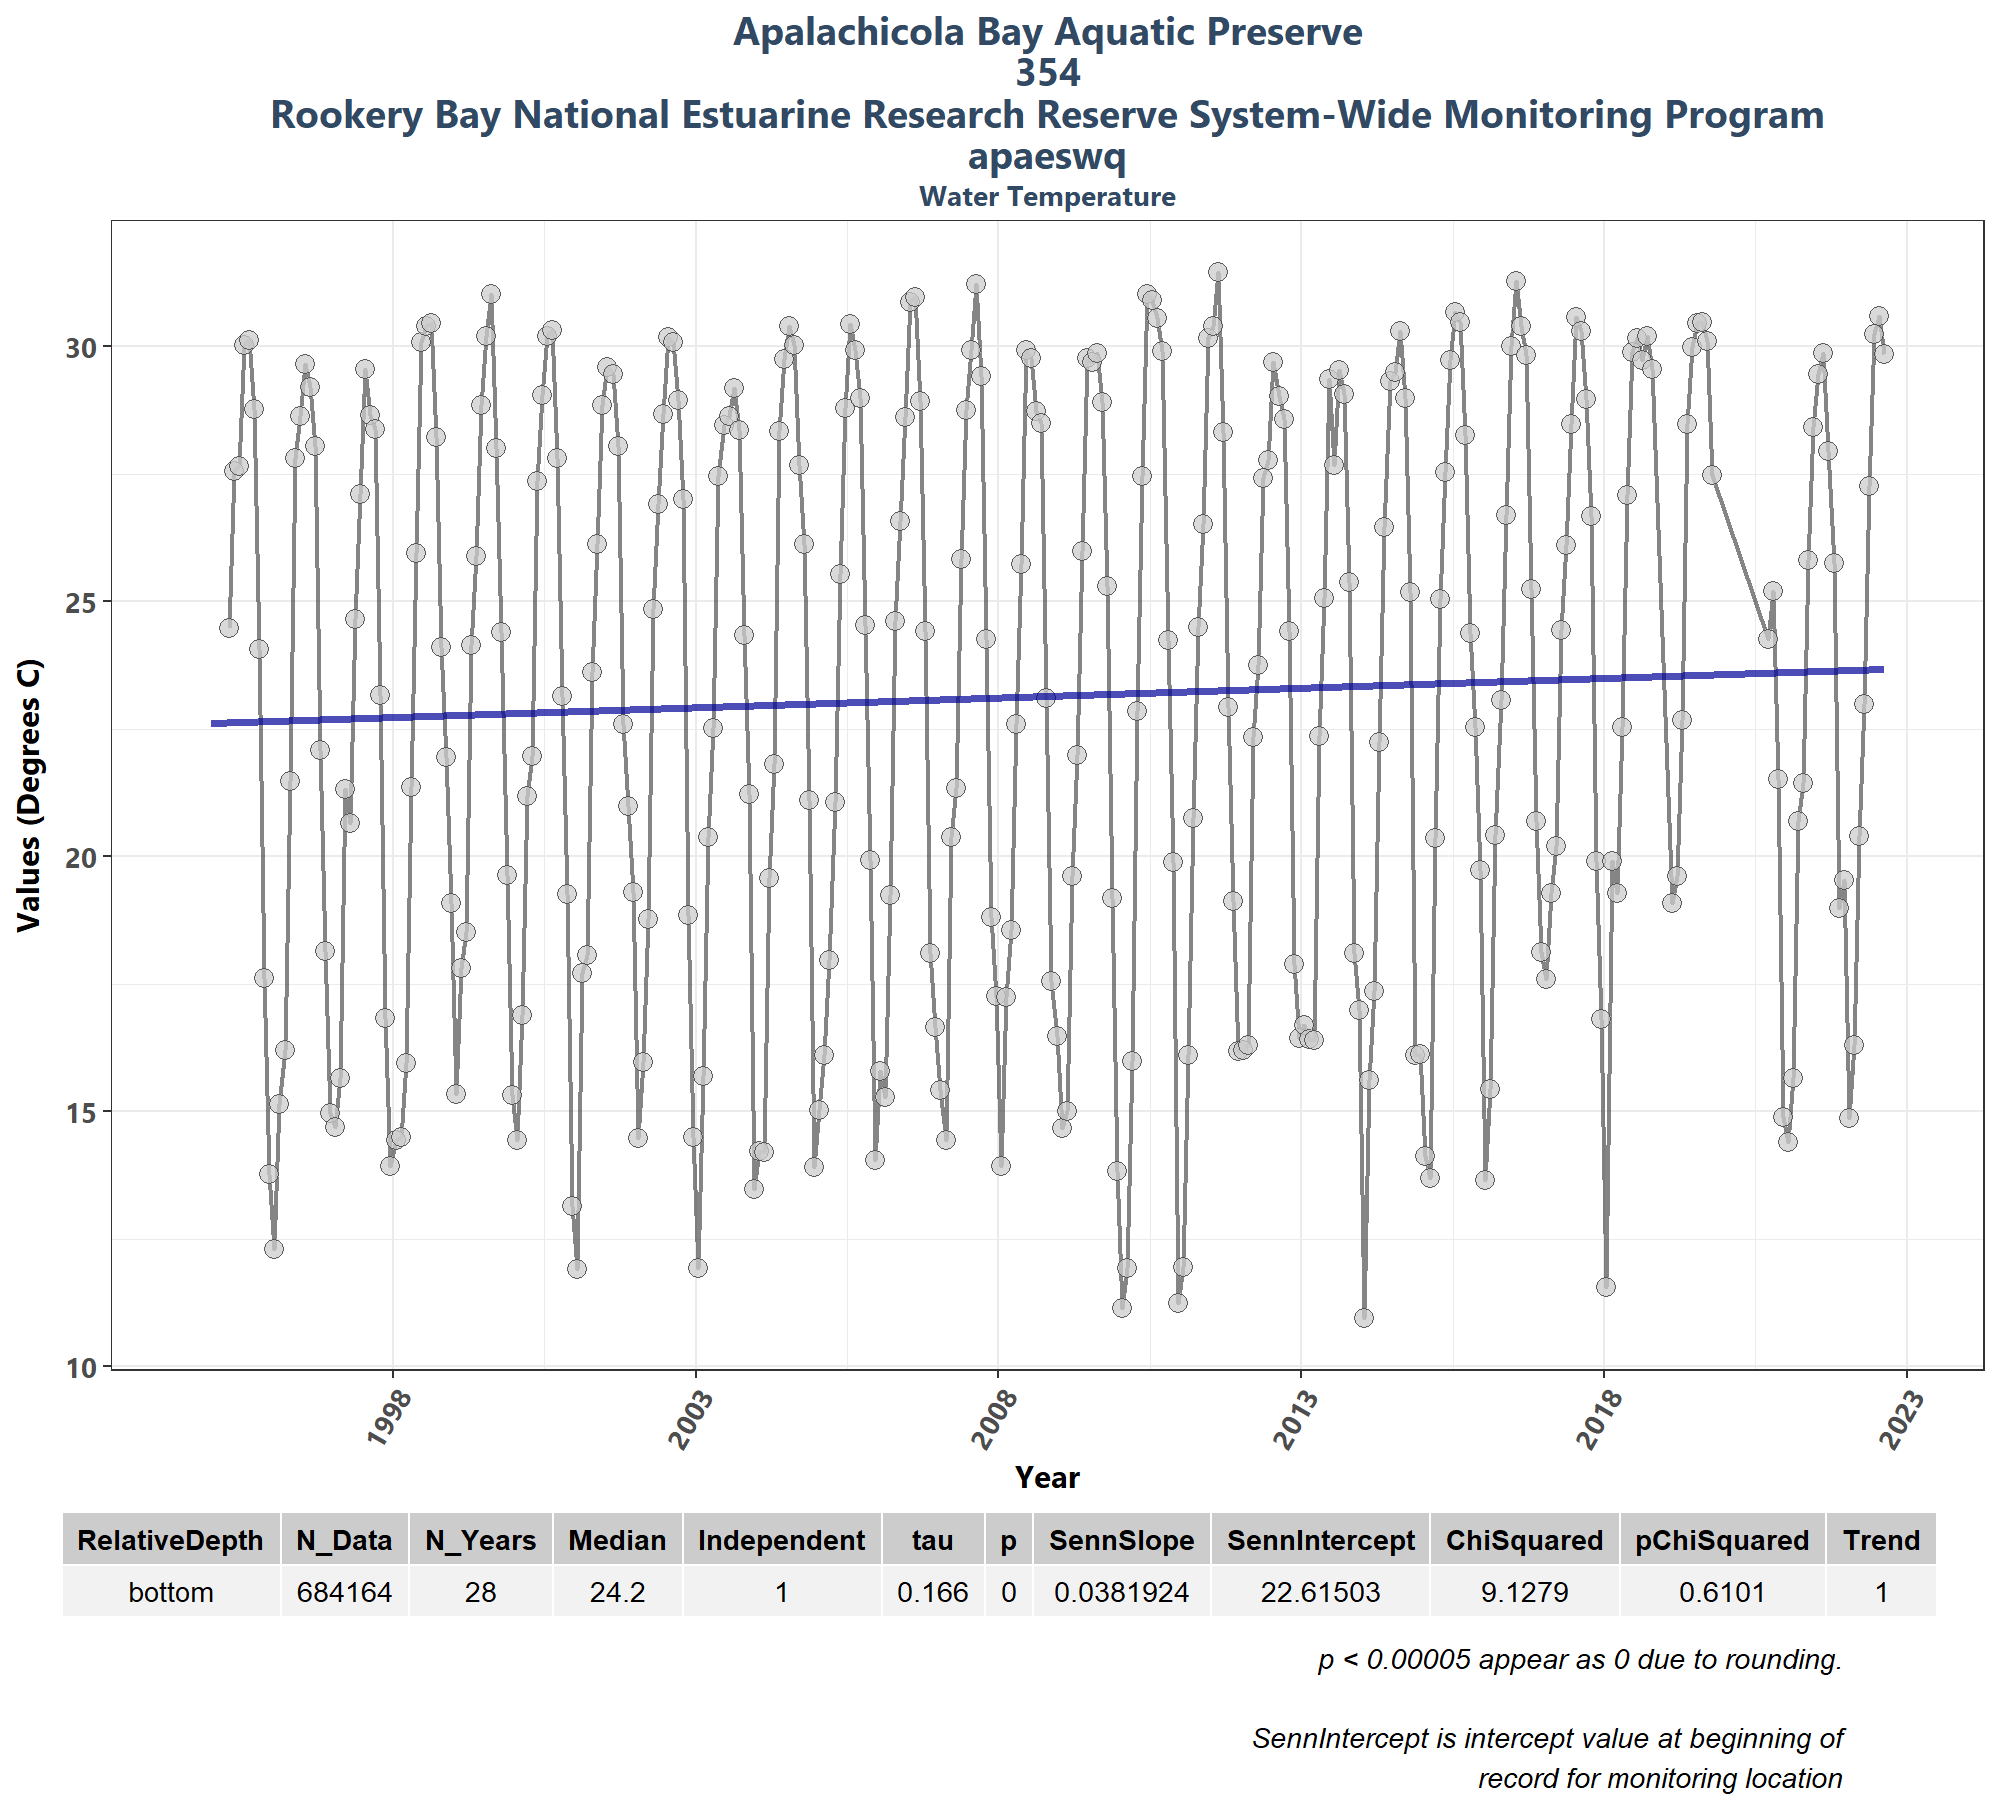 Apalachicola Bay Aquatic Preserve
354
Rookery Bay National Estuarine Research Reserve System-Wide Monitoring Program
apaeswq
Water Temperature
Values (Degrees C)
30
25
20
15
10
1998
2003
2008
2013
2018
2023
Year
RelativeDepth N_Data N_Years Median Independent tau p SennSlope SennIntercept ChiSquared pChiSquared Trend
bottom 684164 28 24.2 1 0.166 0 0.0381924 22.61503 9.1279 0.6101 1
p < 0.00005 appear as 0 due to rounding.
SennIntercept is intercept value at beginning of
record for monitoring location